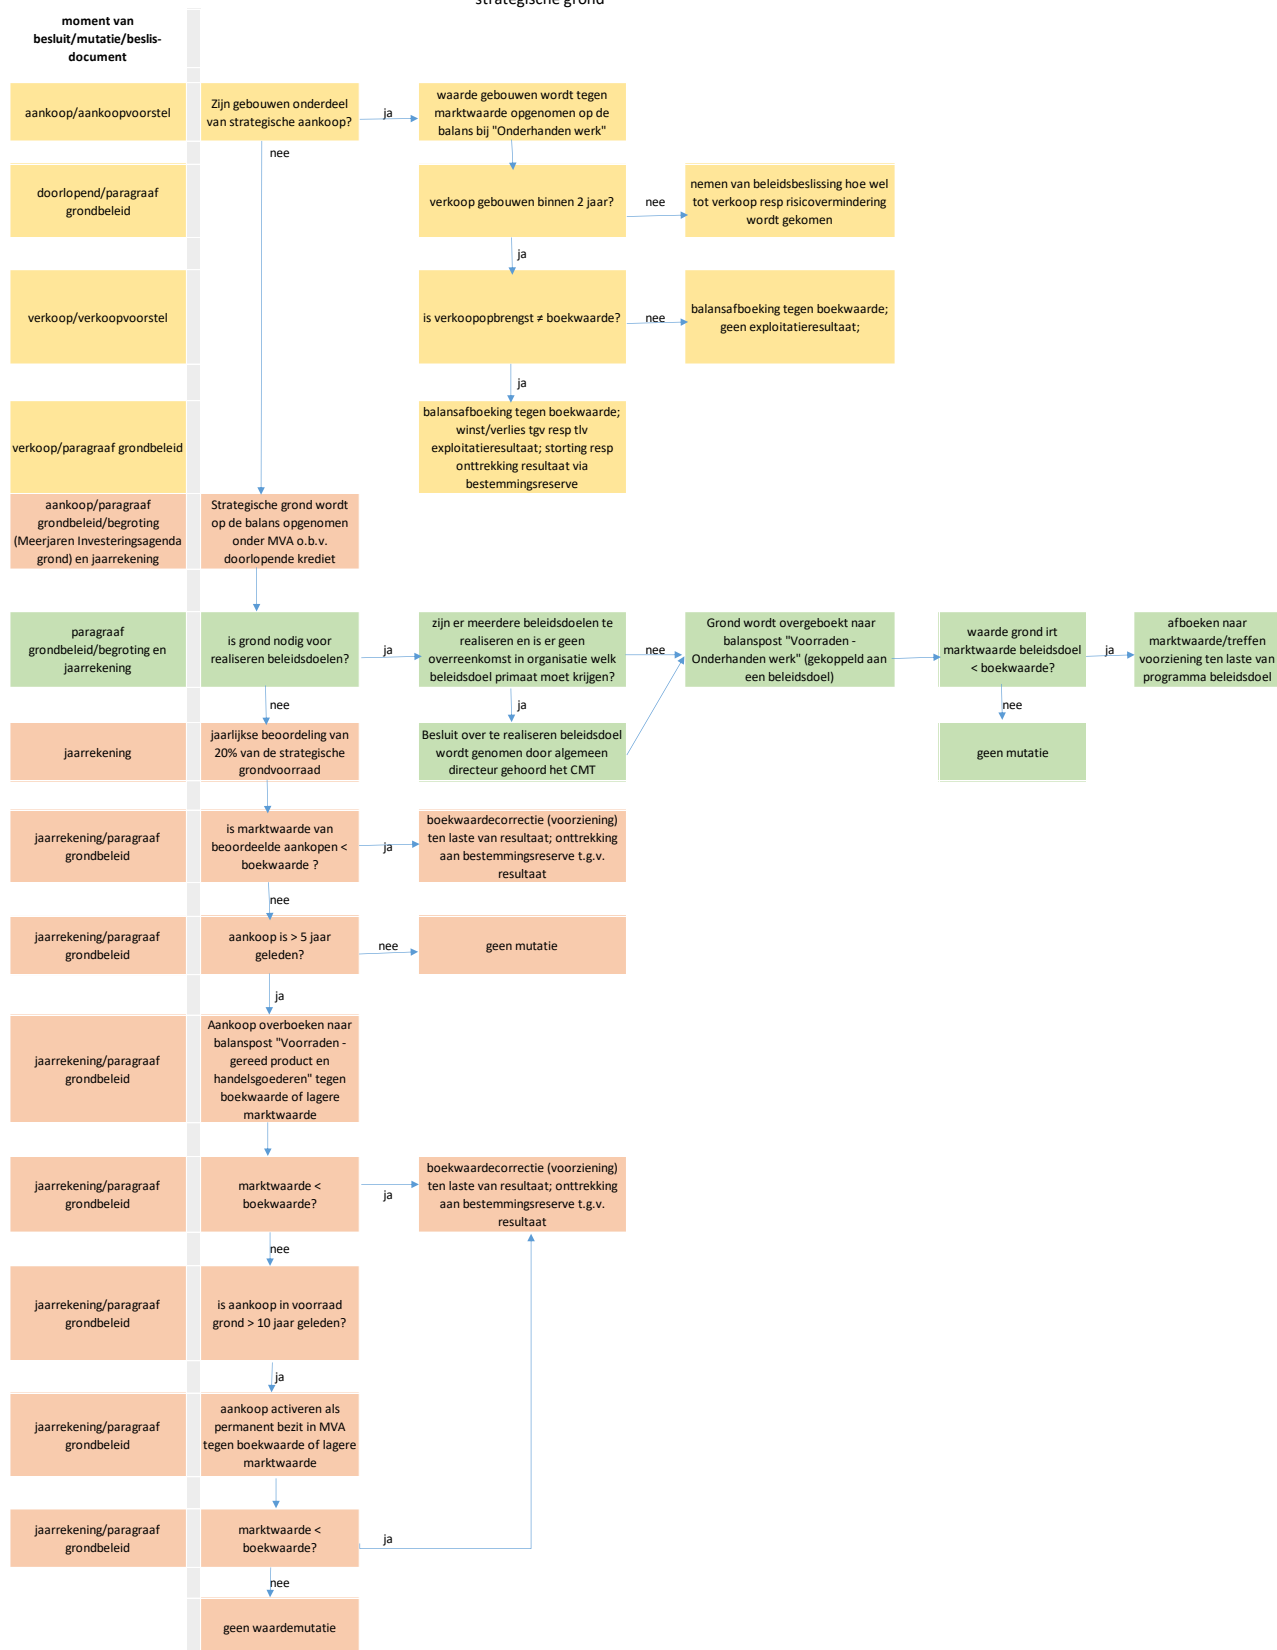 strategische grond
moment van
besluit/mutatie/beslis-
document
aankoop/aankoopvoorstel
Zijn gebouwen onderdeel
van strategische aankoop?
ja
waarde gebouwen wordt tegen
marktwaarde opgenomen op de
balans bij "Onderhanden werk"
nee
doorlopend/paragraaf
grondbeleid
verkoop gebouwen binnen 2 jaar?
nee
nemen van beleidsbeslissing hoe wel
tot verkoop resp risicovermindering
wordt gekomen
ja
verkoop/verkoopvoorstel
is verkoopopbrengst ≠ boekwaarde?
nee
balansafboeking tegen boekwaarde;
geen exploitatieresultaat;
ja
verkoop/paragraaf grondbeleid
balansafboeking tegen boekwaarde;
winst/verlies tgv resp tlv
exploitatieresultaat; storting resp
onttrekking resultaat via
bestemmingsreserve
aankoop/paragraaf
grondbeleid/begroting
(Meerjaren Investeringsagenda
grond) en jaarrekening
Strategische grond wordt
op de balans opgenomen
onder MVA o.b.v.
doorlopende krediet
paragraaf
grondbeleid/begroting en
jaarrekening
is grond nodig voor
realiseren beleidsdoelen?
ja
zijn er meerdere beleidsdoelen te
realiseren en is er geen
overreenkomst in organisatie welk
beleidsdoel primaat moet krijgen?
nee
Grond wordt overgeboekt naar
balanspost "Voorraden -
Onderhanden werk" (gekoppeld aan
een beleidsdoel)
waarde grond irt
marktwaarde beleidsdoel
< boekwaarde?
ja
afboeken naar
marktwaarde/treffen
voorziening ten laste van
programma beleidsdoel
nee
ja
nee
jaarrekening
jaarlijkse beoordeling van
20% van de strategische
grondvoorraad
Besluit over te realiseren beleidsdoel
wordt genomen door algemeen
directeur gehoord het CMT
geen mutatie
jaarrekening/paragraaf
grondbeleid
is marktwaarde van
beoordeelde aankopen <
boekwaarde ?
ja
boekwaardecorrectie (voorziening)
ten laste van resultaat; onttrekking
aan bestemmingsreserve t.g.v.
resultaat
nee
jaarrekening/paragraaf
grondbeleid
aankoop is > 5 jaar
geleden?
nee
geen mutatie
ja
jaarrekening/paragraaf
grondbeleid
Aankoop overboeken naar
balanspost "Voorraden -
gereed product en
handelsgoederen" tegen
boekwaarde of lagere
marktwaarde
jaarrekening/paragraaf
grondbeleid
marktwaarde <
boekwaarde?
ja
boekwaardecorrectie (voorziening)
ten laste van resultaat; onttrekking
aan bestemmingsreserve t.g.v.
resultaat
nee
jaarrekening/paragraaf
grondbeleid
is aankoop in voorraad
grond > 10 jaar geleden?
ja
jaarrekening/paragraaf
grondbeleid
aankoop activeren als
permanent bezit in MVA
tegen boekwaarde of lagere
marktwaarde
jaarrekening/paragraaf
grondbeleid
marktwaarde <
boekwaarde?
ja
nee
geen waardemutatie